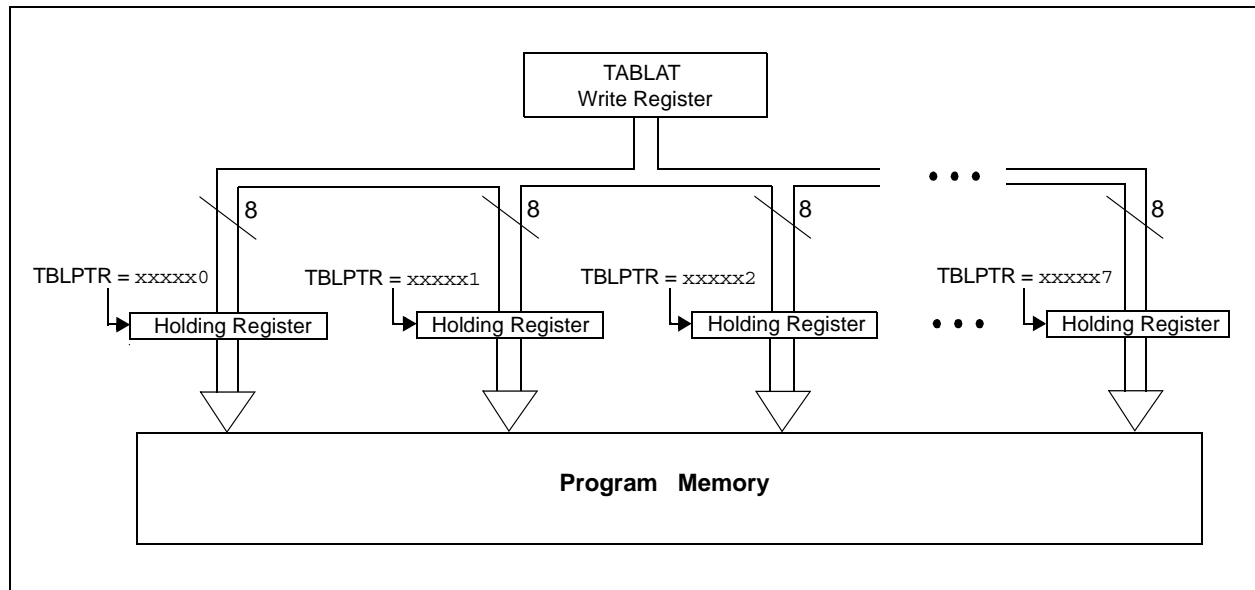 TABLAT
Write Register
• • •
8
8
8
8
TBLPTR = xxxxx0
TBLPTR = xxxxx1
TBLPTR = xxxxx2
TBLPTR = xxxxx7
Holding Register
Holding Register
Holding Register
• • •
Holding Register
Program Memory